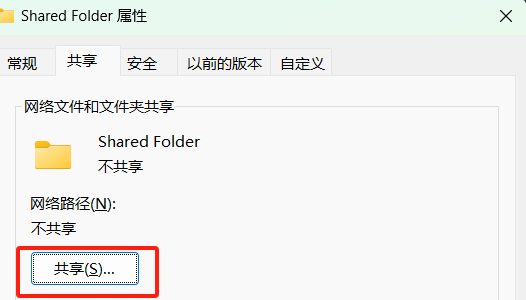 Shared Folder 属性
常规 共享 安全 以前的版本 自定义
网络文件和文件夹共享
Shared Folder
不共享
网络路径(N):
不共享
共享(S)...